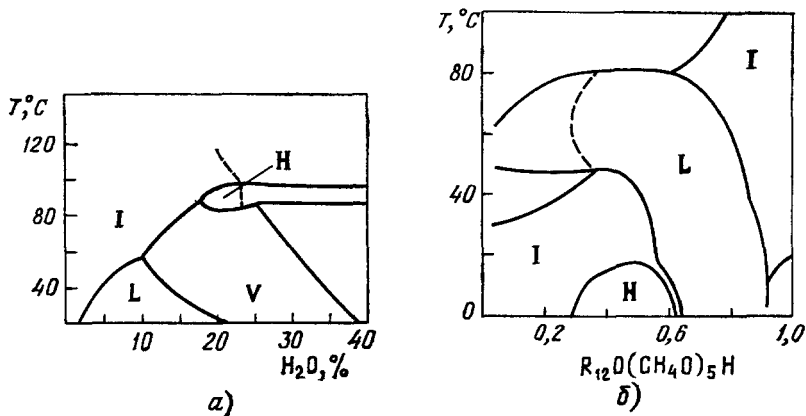 T,°C
120
80
40
I
H
L
V
10
20
30
40
H₂O,%
а)
T,°C
80
40
0
I
L
I
H
0,2
0,6
1,0
R₁₂O(CH₄O)₅H
б)